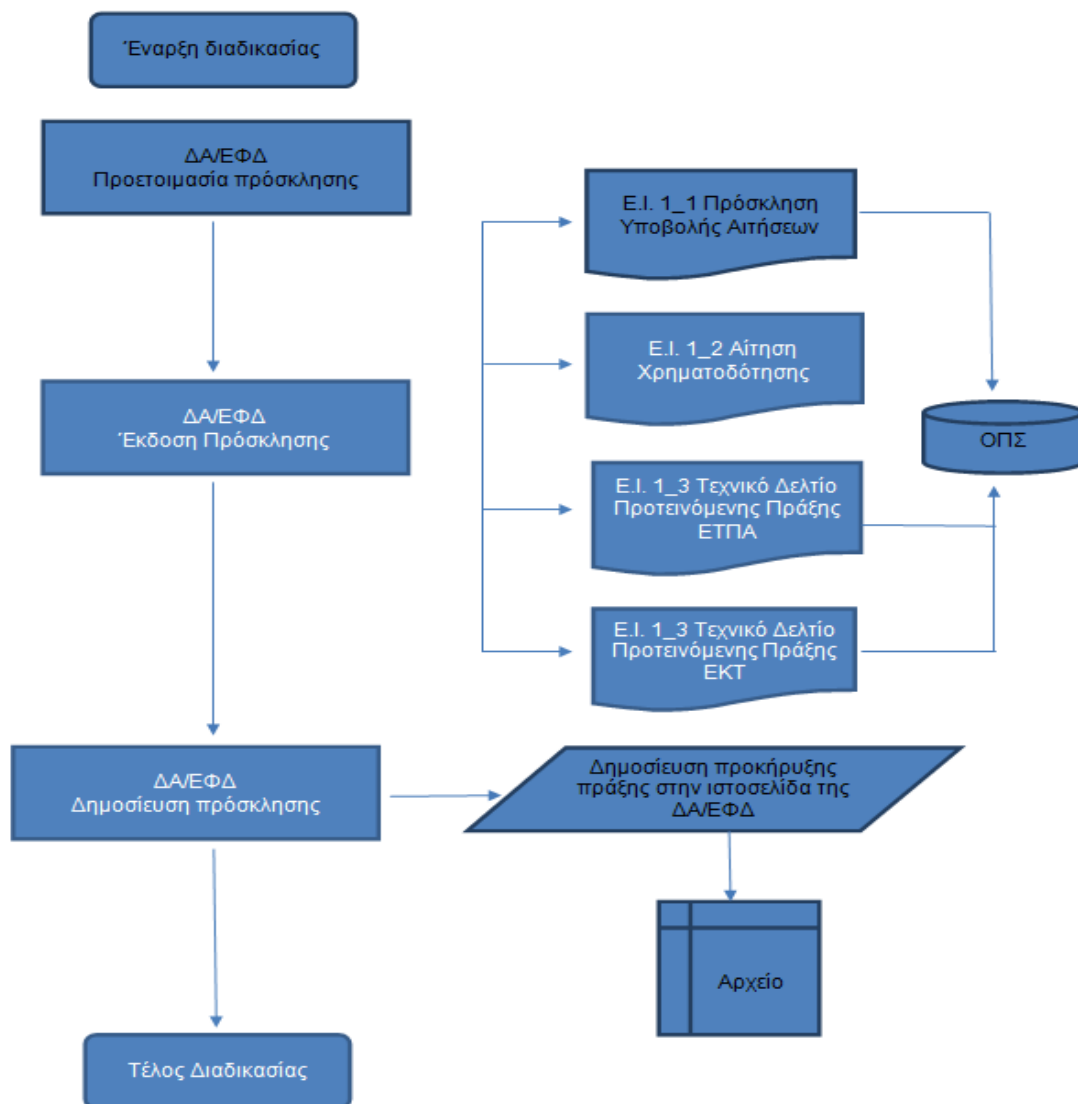 Έναρξη διαδικασίας
ΔΑ/ΕΦΔ
Προετοιμασία πρόσκλησης
Ε.Ι. 1_1 Πρόσκληση
Υποβολής Αιτήσεων
Ε.Ι. 1_2 Αίτηση
Χρηματοδότησης
ΔΑ/ΕΦΔ
Έκδοση Πρόσκλησης
ΟΠΣ
Ε.Ι. 1_3 Τεχνικό Δελτίο
Προτεινόμενης Πράξης
ΕΤΠΑ
Ε.Ι. 1_3 Τεχνικό Δελτίο
Προτεινόμενης Πράξης
ΕΚΤ
ΔΑ/ΕΦΔ
Δημοσίευση πρόσκλησης
Δημοσίευση προκήρυξης
πράξης στην ιστοσελίδα της
ΔΑ/ΕΦΔ
Αρχείο
Τέλος Διαδικασίας